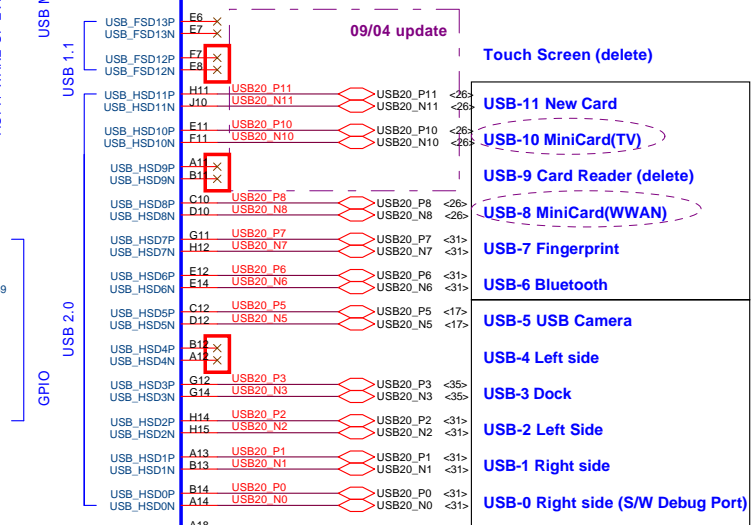 USB_FSD13P E6
USB_FSD13N E7
09/04 update
USB M
USB 1.1
USB_FSD12P F7
USB_FSD12N E8
Touch Screen (delete)
USB_HSD11P H11 USB20_P11 USB20_P11 <26>
USB_HSD11N J10 USB20_N11 USB20_N11 <26>
USB-11 New Card
USB_HSD10P E11 USB20_P10 USB20_P10 <26>
USB_HSD10N F11 USB20_N10 USB20_N10 <26>
USB-10 MiniCard(TV)
USB_HSD9P A11
USB_HSD9N B11
USB-9 Card Reader (delete)
USB_HSD8P C10 USB20_P8 USB20_P8 <26>
USB_HSD8N D10 USB20_N8 USB20_N8 <26>
USB-8 MiniCard(WWAN)
USB_HSD7P G11 USB20_P7 USB20_P7 <31>
USB_HSD7N H12 USB20_N7 USB20_N7 <31>
USB-7 Fingerprint
USB_HSD6P E12 USB20_P6 USB20_P6 <31>
USB_HSD6N E14 USB20_N6 USB20_N6 <31>
USB-6 Bluetooth
9
USB 2.0
GPIO
USB_HSD5P C12 USB20_P5 USB20_P5 <17>
USB_HSD5N D12 USB20_N5 USB20_N5 <17>
USB-5 USB Camera
USB_HSD4P B12
USB_HSD4N A12
USB-4 Left side
USB_HSD3P G12 USB20_P3 USB20_P3 <35>
USB_HSD3N G14 USB20_N3 USB20_N3 <35>
USB-3 Dock
USB_HSD2P H14 USB20_P2 USB20_P2 <31>
USB_HSD2N H15 USB20_N2 USB20_N2 <31>
USB-2 Left Side
USB_HSD1P A13 USB20_P1 USB20_P1 <31>
USB_HSD1N B13 USB20_N1 USB20_N1 <31>
USB-1 Right side
USB_HSD0P B14 USB20_P0 USB20_P0 <31>
USB_HSD0N A14 USB20_N0 USB20_N0 <31>
USB-0 Right side (S/W Debug Port)
A18